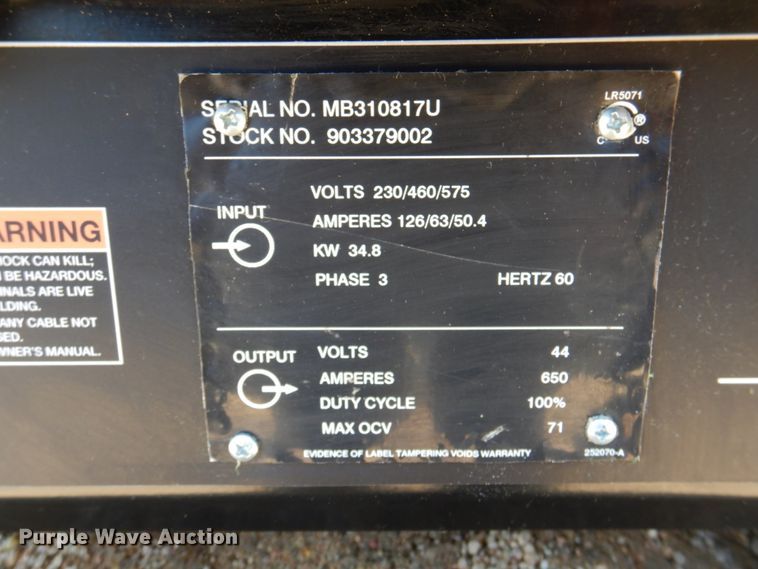 SERIAL NO. MB310817U
STOCK NO. 903379002
LR5071
C ® US
INPUT
VOLTS 230/460/575
AMPERES 126/63/50.4
KW 34.8
PHASE 3 HERTZ 60
OUTPUT
VOLTS 44
AMPERES 650
DUTY CYCLE 100%
MAX OCV 71
EVIDENCE OF LABEL TAMPERING VOIDS WARRANTY
252070-A
ARNING
HOCK CAN KILL;
BE HAZARDOUS.
NALS ARE LIVE
LDING.
ANY CABLE NOT
SED.
WNER'S MANUAL.
Purple Wave Auction